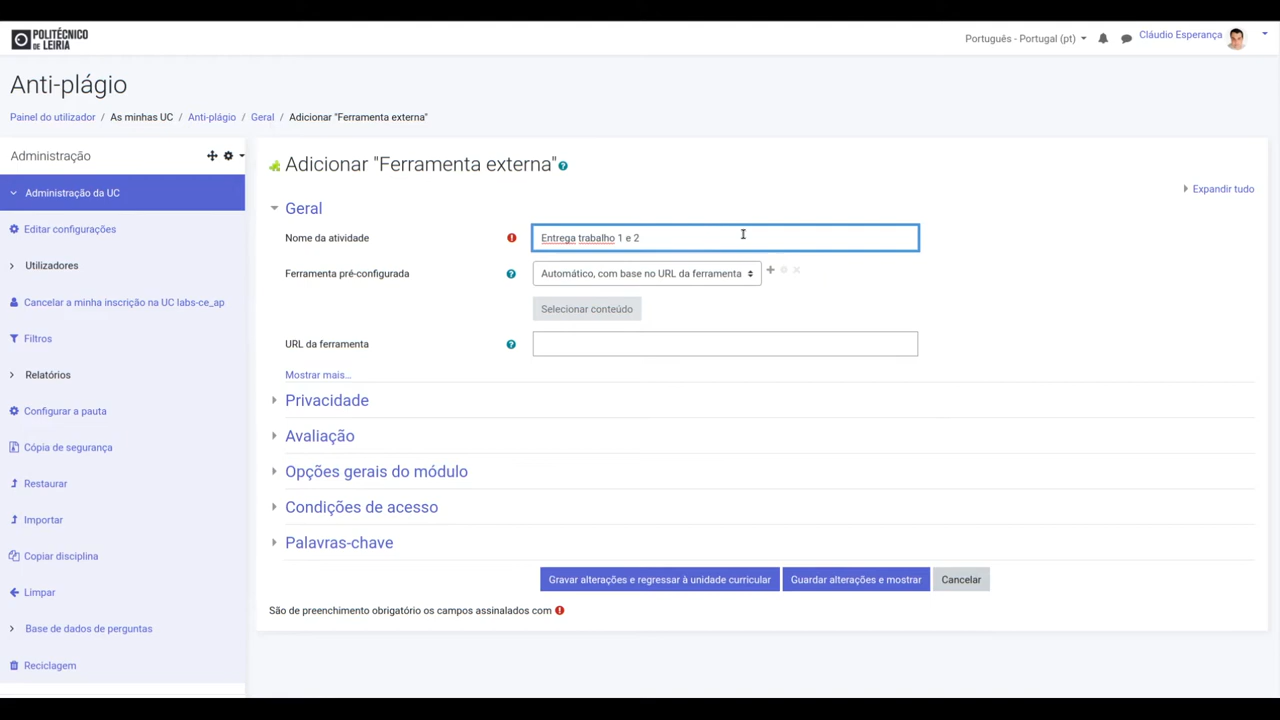 POLITÉCNICO
DE LEIRIA
Português - Portugal (pt)
Cláudio Esperança
Anti-plágio
Painel do utilizador / As minhas UC / Anti-plágio / Geral / Adicionar "Ferramenta externa"
Administração
Administração da UC
Editar configurações
Utilizadores
Cancelar a minha inscrição na UC labs-ce_ap
Filtros
Relatórios
Configurar a pauta
Cópia de segurança
Restaurar
Importar
Copiar disciplina
Limpar
Base de dados de perguntas
Reciclagem
Adicionar "Ferramenta externa"
Expandir tudo
Geral
Nome da atividade
Entrega trabalho 1 e 2
Ferramenta pré-configurada
Automático, com base no URL da ferramenta
Selecionar conteúdo
URL da ferramenta
Mostrar mais...
Privacidade
Avaliação
Opções gerais do módulo
Condições de acesso
Palavras-chave
Gravar alterações e regressar à unidade curricular
Guardar alterações e mostrar
Cancelar
São de preenchimento obrigatório os campos assinalados com